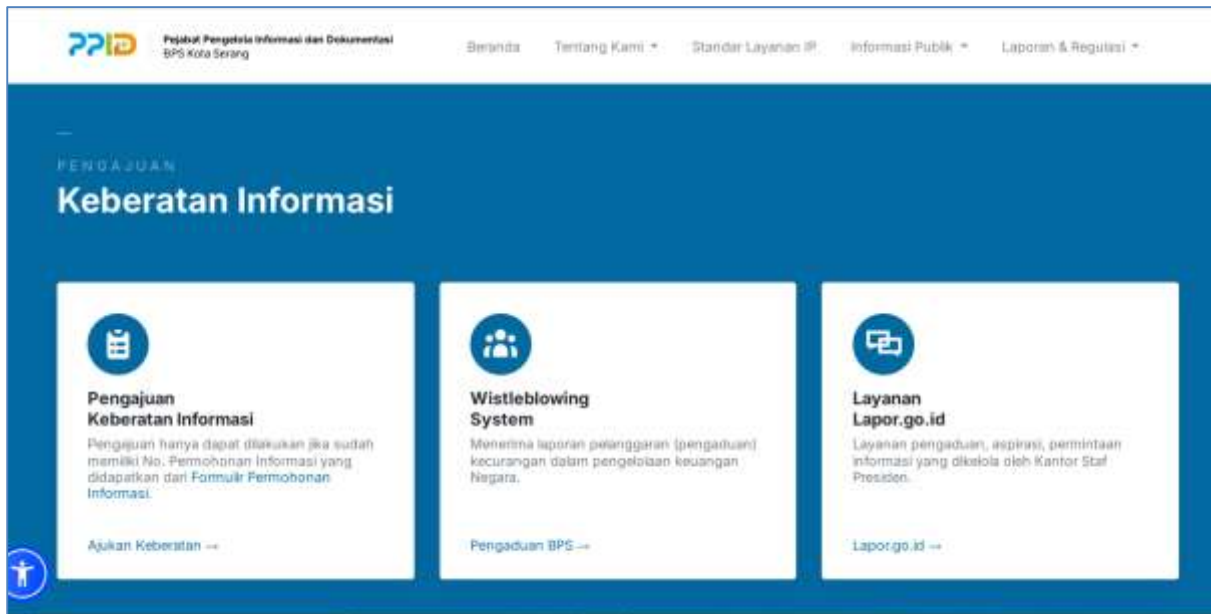 PPID
Pejabat Pengelola Informasi dan Dokumentasi
BPS Kota Serang
Beranda
Tentang Kami
Standar Layanan IP
Informasi Publik
Laporan & Regulasi
PENGAJUAN
Keberatan Informasi
Pengajuan
Keberatan Informasi
Pengajuan hanya dapat dilakukan jika sudah
memiliki No. Permohonan Informasi yang
didapatkan dari Formulir Permohonan
Informasi.
Ajukan Keberatan →
Wistleblowing
System
Menerima laporan pelanggaran (pengaduan)
kecurangan dalam pengelolaan keuangan
Negara.
Pengaduan BPS →
Layanan
Lapor.go.id
Layanan pengaduan, aspirasi, permintaan
informasi yang dikelola oleh Kantor Staf
Presiden.
Lapor.go.id →